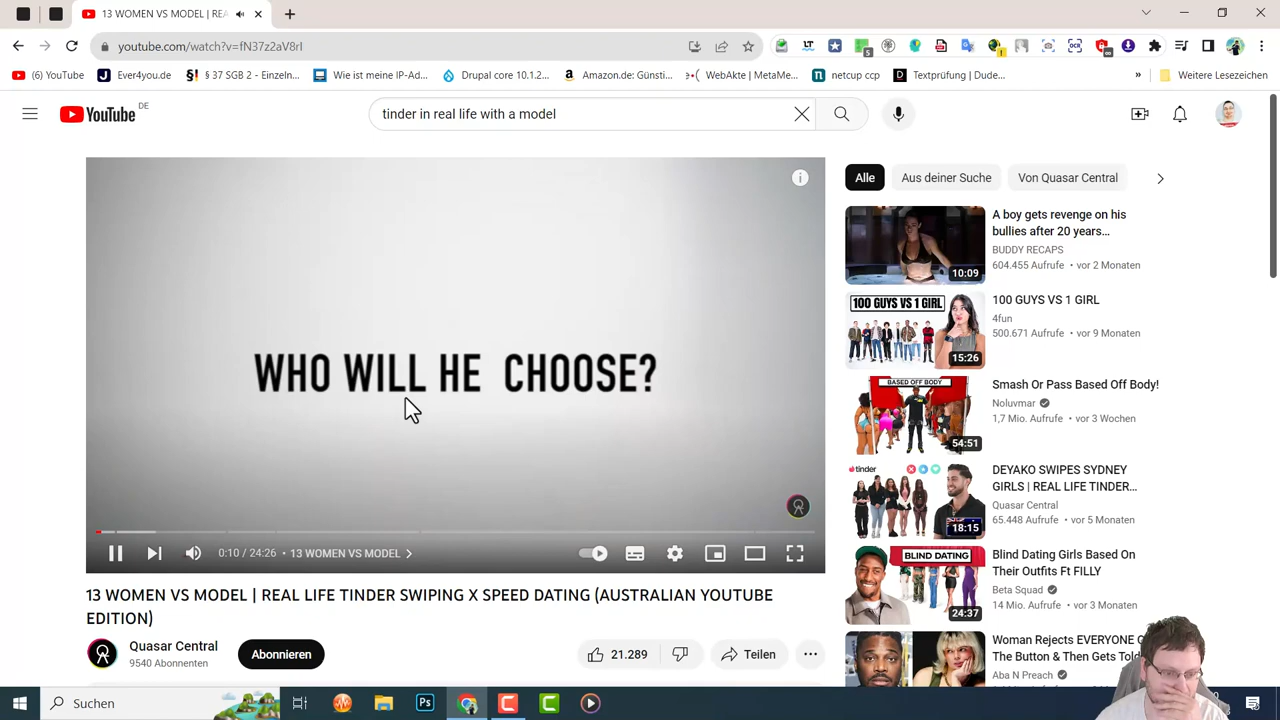 13 WOMEN VS MODEL | REA
youtube.com/watch?v=fN37z2aV8rI
(6) YouTube
Ever4you.de
§ 37 SGB 2 - Einzeln...
Wie ist meine IP-Ad...
Drupal core 10.1.2...
Amazon.de: Günsti...
WebAkte | MetaMe...
netcup ccp
Textprüfung | Dude...
»
Weitere Lesezeichen
YouTube DE
tinder in real life with a model
WHO WILL HE CHOOSE?
0:10 / 24:26 • 13 WOMEN VS MODEL
13 WOMEN VS MODEL | REAL LIFE TINDER SWIPING X SPEED DATING (AUSTRALIAN YOUTUBE
EDITION)
Quasar Central
9540 Abonnenten
Abonnieren
21.289
Teilen
Alle
Aus deiner Suche
Von Quasar Central
10:09
A boy gets revenge on his
bullies after 20 years...
BUDDY RECAPS
604.455 Aufrufe • vor 2 Monaten
100 GUYS VS 1 GIRL
15:26
100 GUYS VS 1 GIRL
4fun
500.671 Aufrufe • vor 9 Monaten
BASED OFF BODY
54:51
Smash Or Pass Based Off Body!
Noluvmar
1,7 Mio. Aufrufe • vor 3 Wochen
tinder
18:15
DEYAKO SWIPES SYDNEY
GIRLS | REAL LIFE TINDER...
Quasar Central
65.448 Aufrufe • vor 5 Monaten
BLIND DATING
24:37
Blind Dating Girls Based On
Their Outfits Ft FILLY
Beta Squad
14 Mio. Aufrufe • vor 3 Monaten
Woman Rejects EVERYONE
The Button & Then Gets Told
Aba N Preach
Suchen